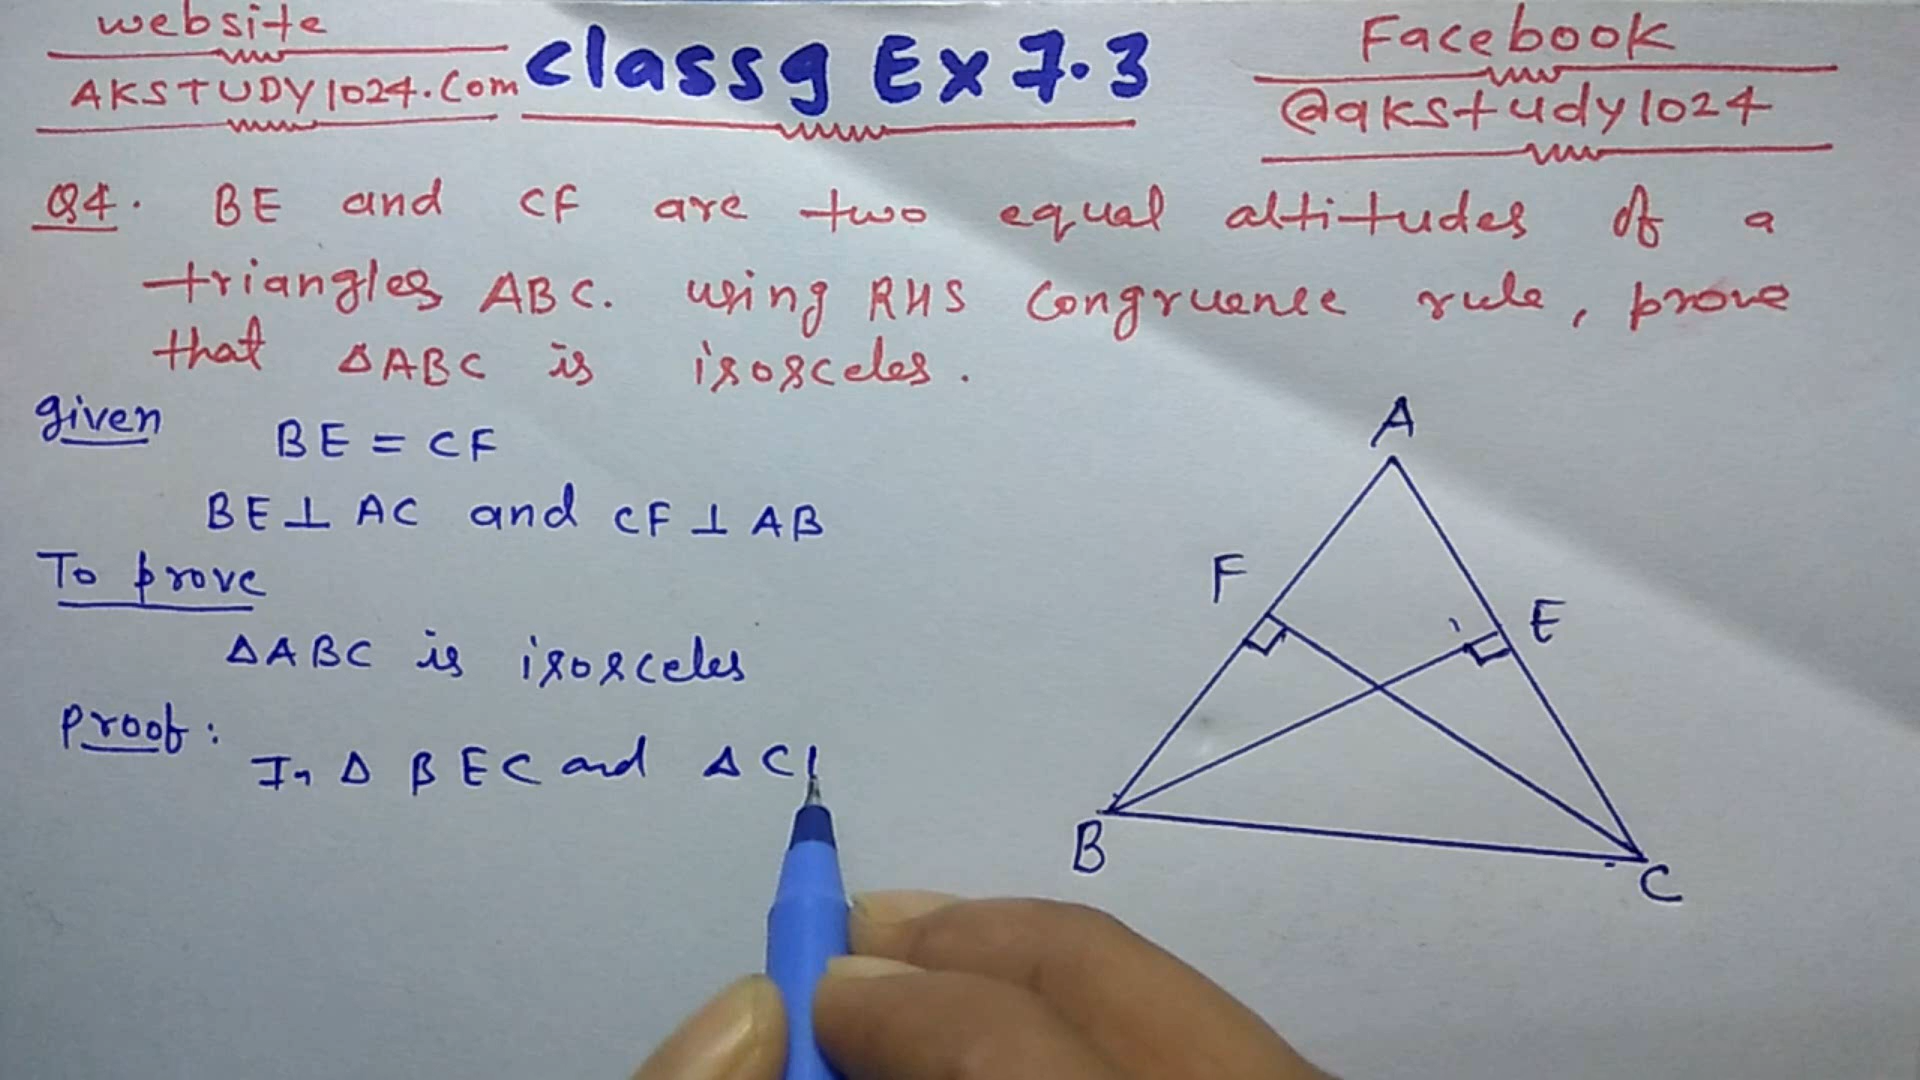 website
AKSTUDY1024.Com
Class 9 Ex 7.3
Facebook
@akstudy1024
Q4. BE and CF are two equal altitudes of a
triangles ABC. using RHS Congruence rule, prove
that ΔABC is isosceles.
given BE = CF
BE ⊥ AC and CF ⊥ AB
To prove
ΔABC is isosceles
Proof:
In Δ BEC and Δ C
A
F
E
B
C